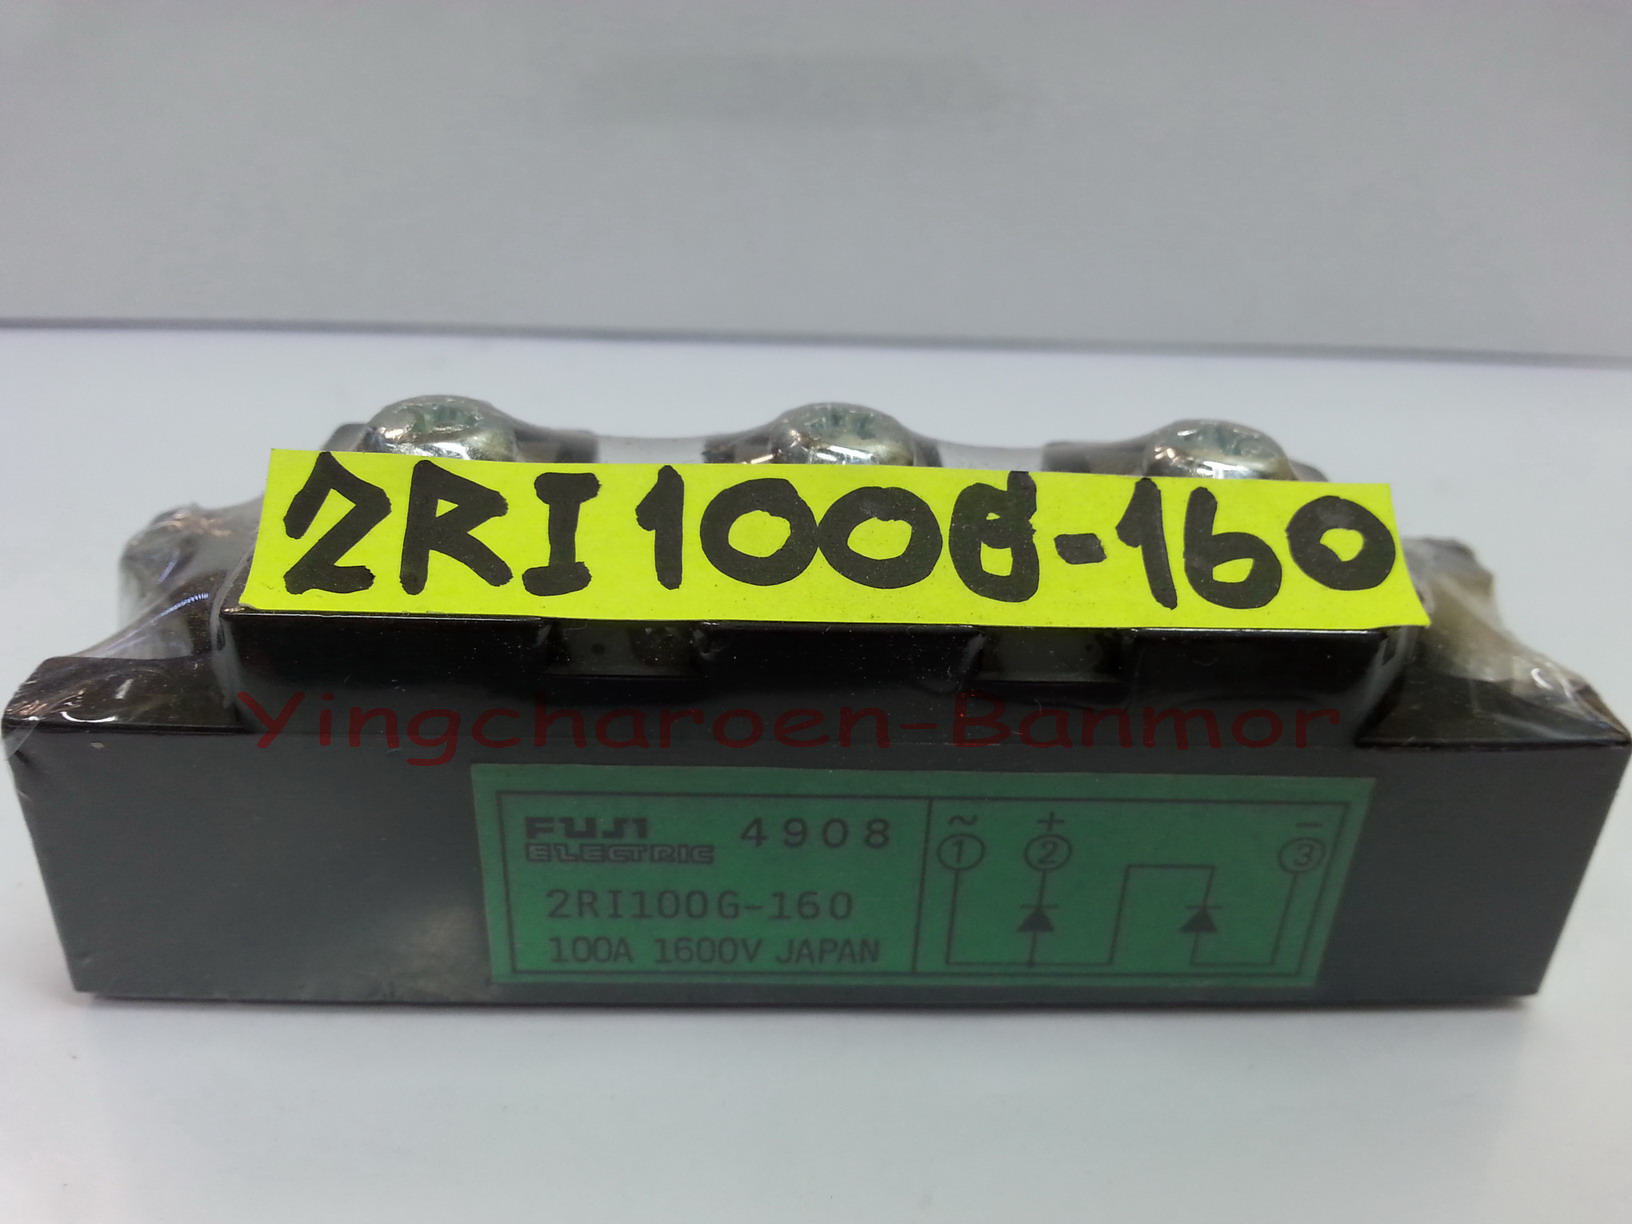 2RI100G-160
Yingcharoen-Banmor
FUJI ELECTRIC 4908
2RI100G-160
100A 1600V JAPAN
~ + -
1 2 3